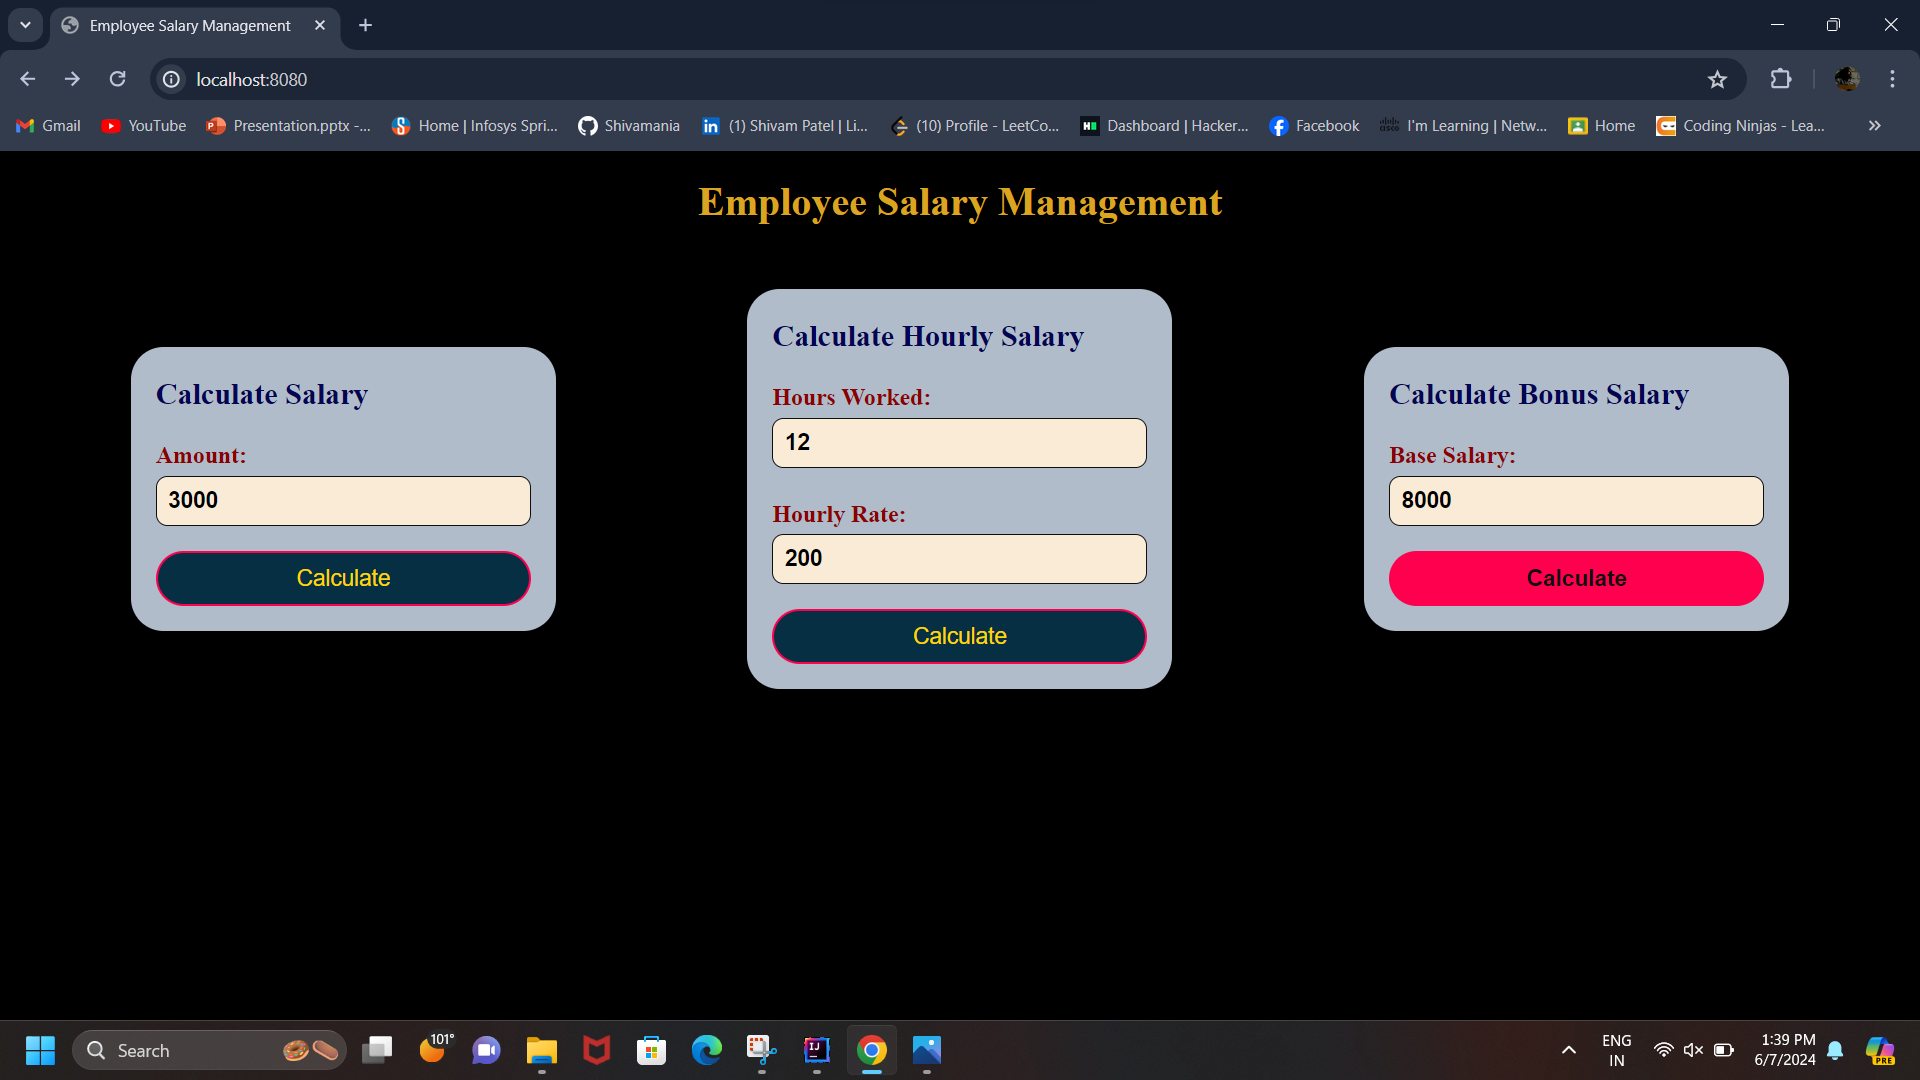 Employee Salary Management
localhost:8080
Gmail
YouTube
Presentation.pptx -...
Home | Infosys Spri...
Shivamania
(1) Shivam Patel | Li...
(10) Profile - LeetCo...
Dashboard | Hacker...
Facebook
I'm Learning | Netw...
Home
Coding Ninjas - Lea...
Employee Salary Management
Calculate Salary
Amount:
3000
Calculate
Calculate Hourly Salary
Hours Worked:
12
Hourly Rate:
200
Calculate
Calculate Bonus Salary
Base Salary:
8000
Calculate
Search
101°
ENG
IN
1:39 PM
6/7/2024
PRE